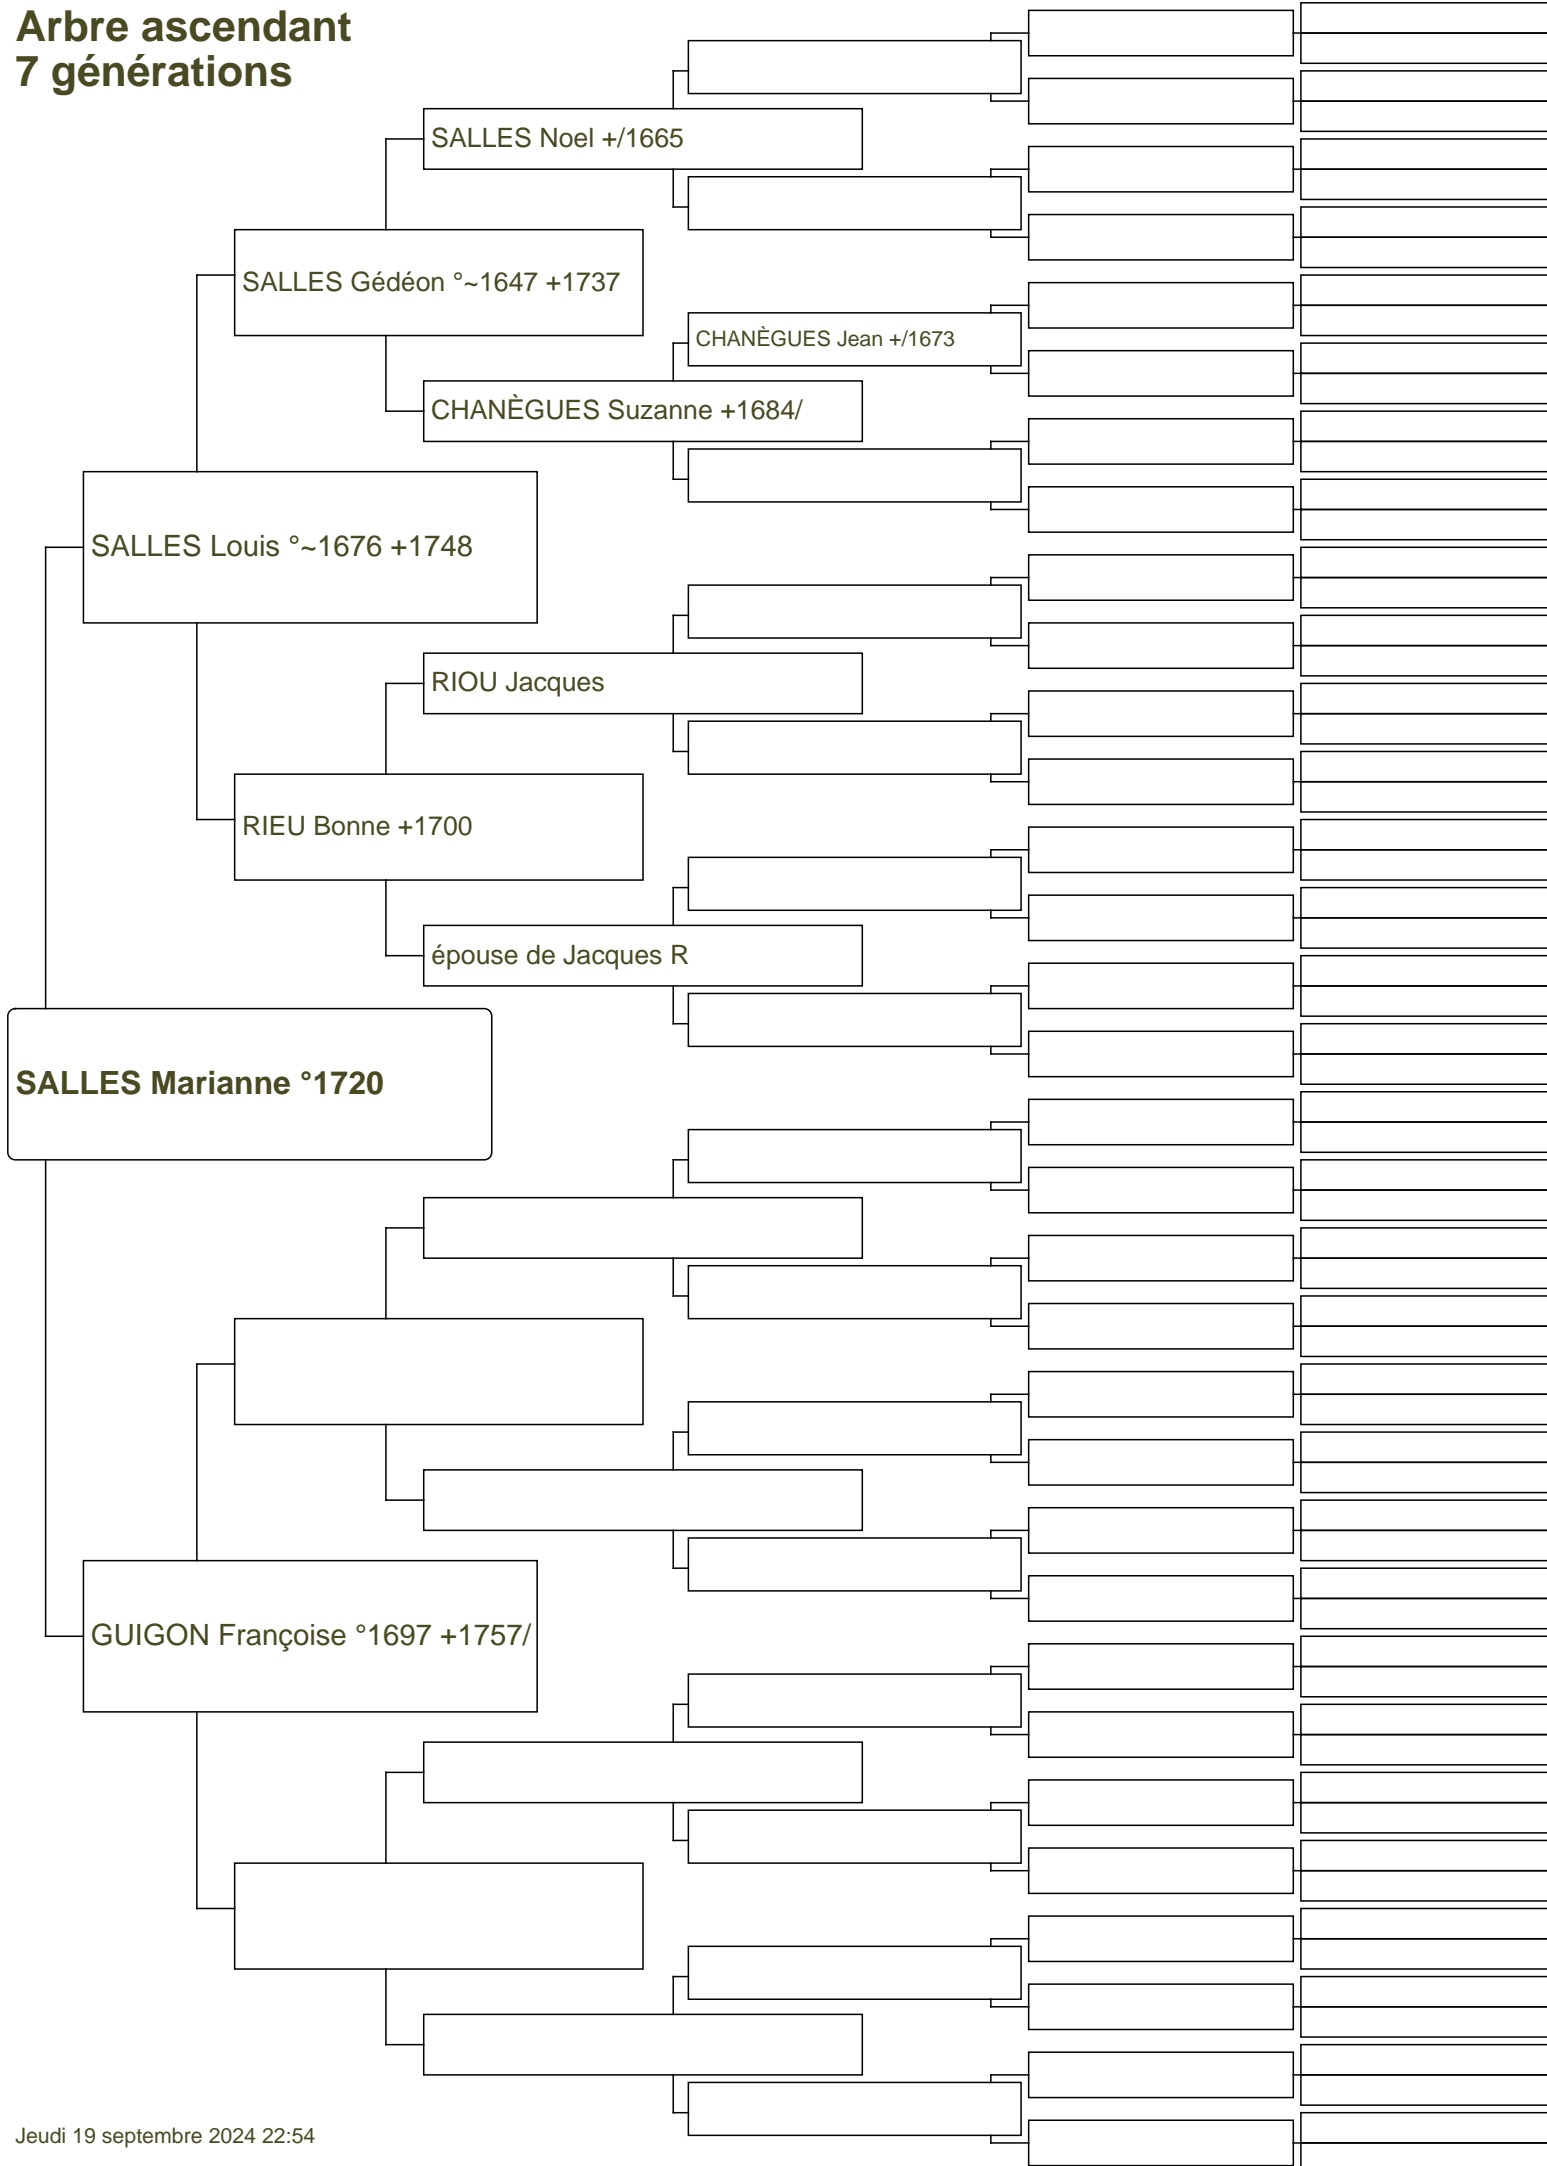 Arbre ascendant
7 générations
SALLES Noel +/1665
SALLES Gédéon °~1647 +1737
CHANÈGUES Jean +/1673
CHANÈGUES Suzanne +1684/
SALLES Louis °~1676 +1748
RIOU Jacques
RIEU Bonne +1700
épouse de Jacques R
SALLES Marianne °1720
GUIGON Françoise °1697 +1757/
Jeudi 19 septembre 2024 22:54